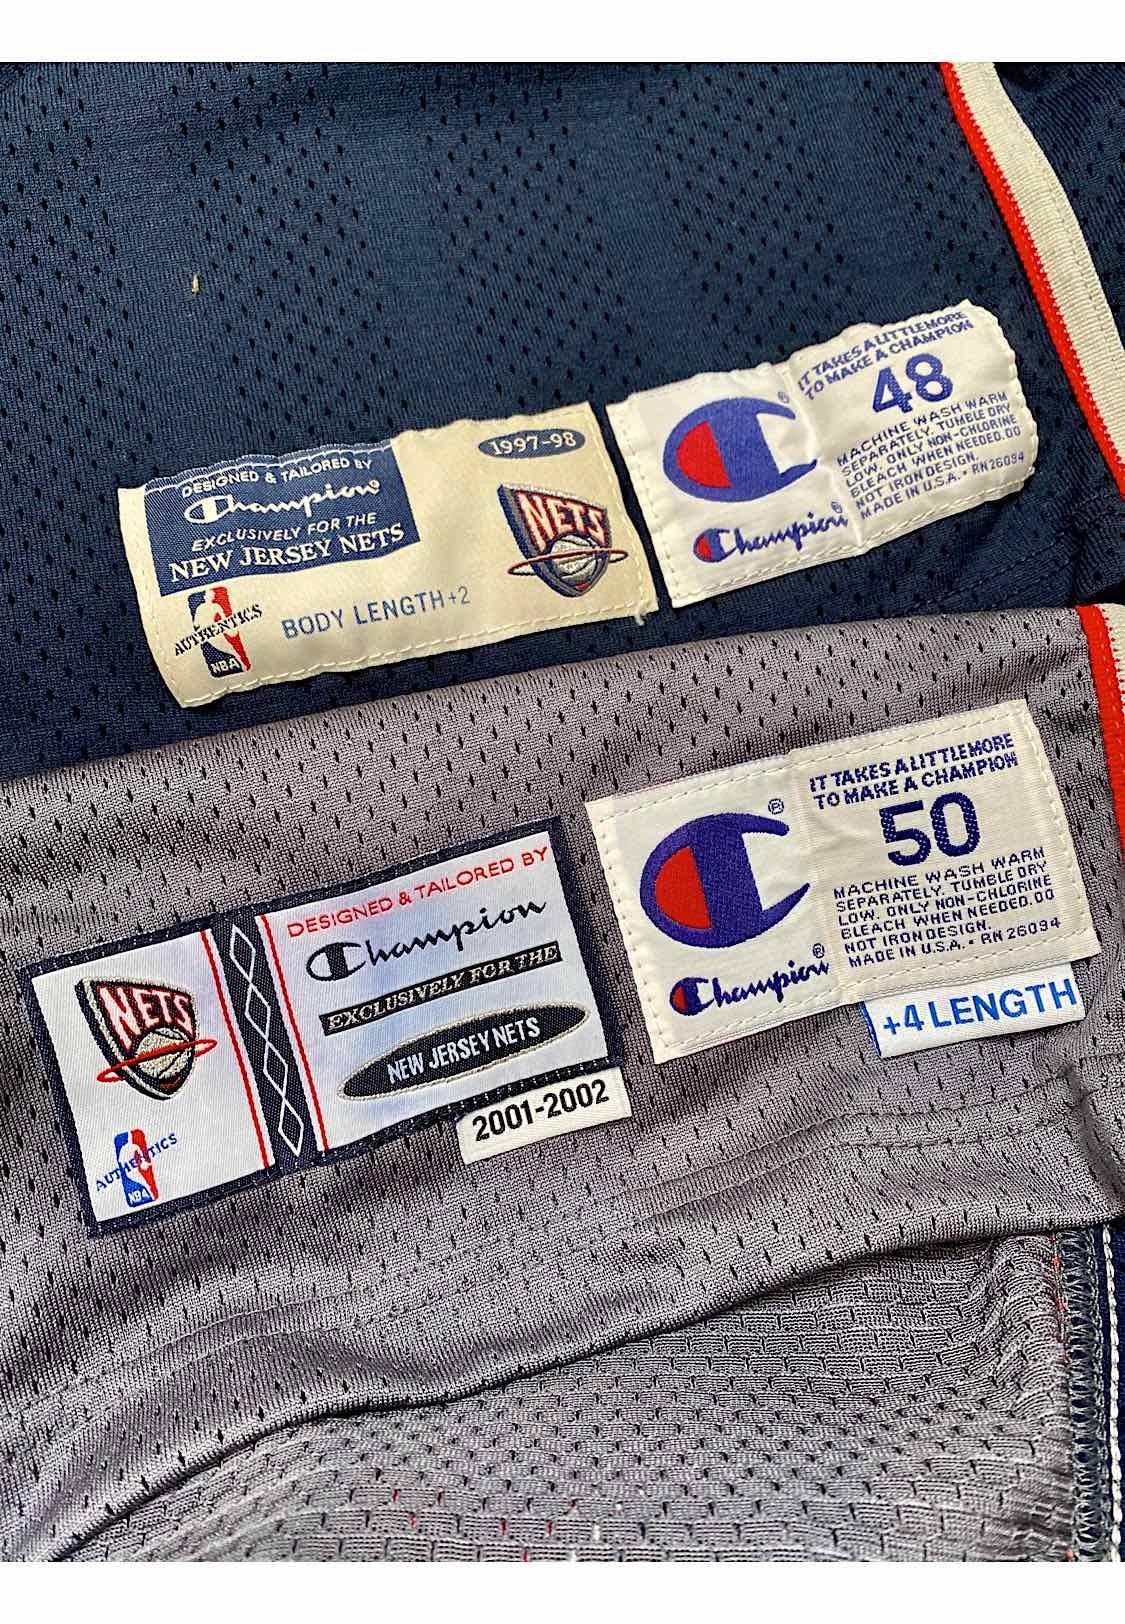 1997-98
DESIGNED & TAILORED BY
Champion
EXCLUSIVELY FOR THE
NEW JERSEY NETS
NETS
AUTHENTICS
NBA
BODY LENGTH+2
IT TAKES A LITTLE MORE
TO MAKE A CHAMPION
48
®
MACHINE WASH WARM
SEPARATELY. TUMBLE DRY
LOW. ONLY NON-CHLORINE
BLEACH WHEN NEEDED. DO
NOT IRON DESIGN.
MADE IN U.S.A. • RN 26094
Champion®
NETS
AUTHENTICS
NBA
DESIGNED & TAILORED BY
Champion
EXCLUSIVELY FOR THE
NEW JERSEY NETS
2001-2002
IT TAKES A LITTLE MORE
TO MAKE A CHAMPION
50
®
MACHINE WASH WARM
SEPARATELY. TUMBLE DRY
LOW. ONLY NON-CHLORINE
BLEACH WHEN NEEDED. DO
NOT IRON DESIGN.
MADE IN U.S.A. • RN 26094
Champion®
+4 LENGTH